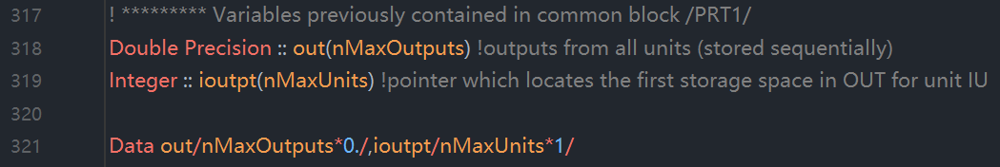 317 ! ********* Variables previously contained in common block /PRT1/
318 Double Precision :: out(nMaxOutputs) !outputs from all units (stored sequentially)
319 Integer :: ioutpt(nMaxUnits) !pointer which locates the first storage space in OUT for unit IU
320
321 Data out/nMaxOutputs*0./,ioutpt/nMaxUnits*1/